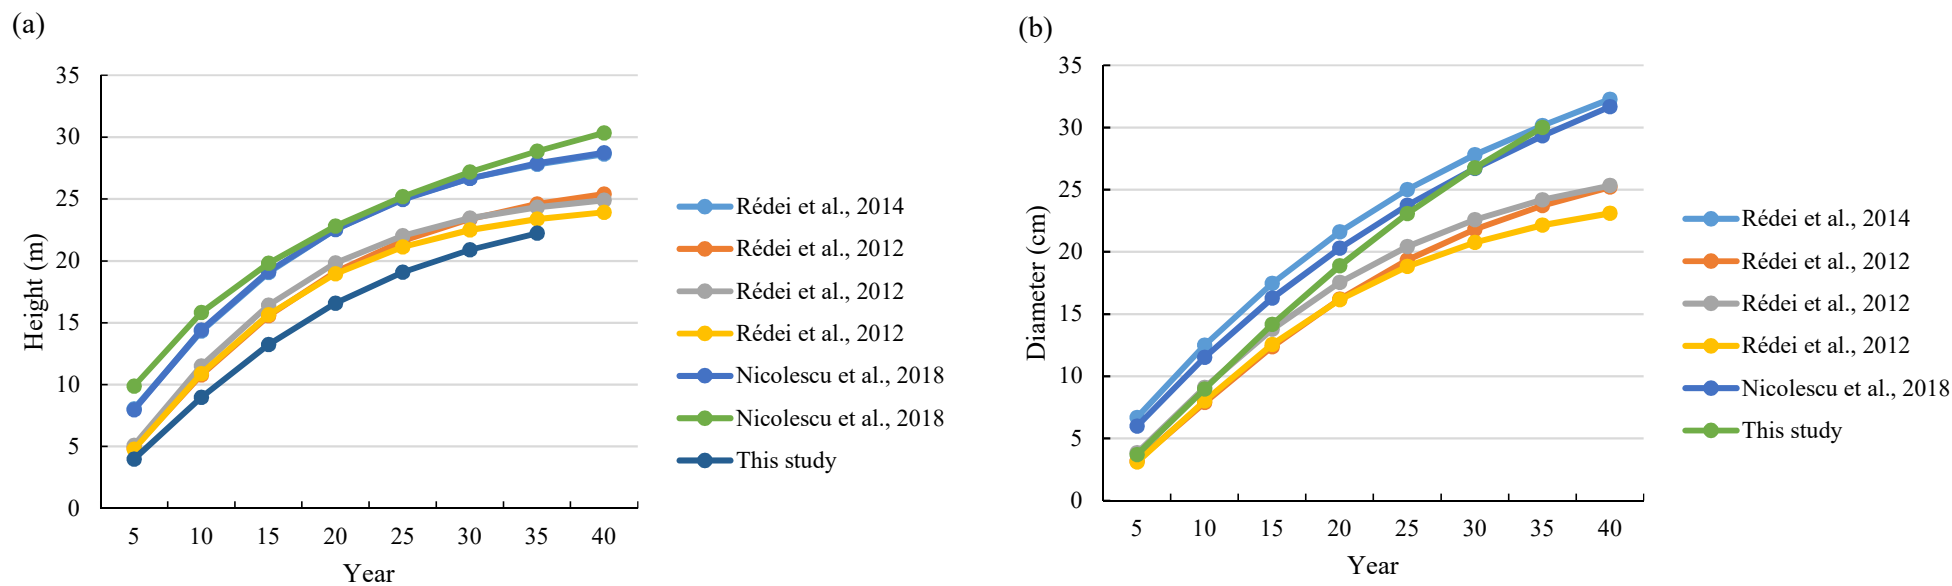 (a)
35
30
25
20
15
10
5
0
Height (m)
5 10 15 20 25 30 35 40
Year
Rédei et al., 2014
Rédei et al., 2012
Rédei et al., 2012
Rédei et al., 2012
Nicolescu et al., 2018
Nicolescu et al., 2018
This study
(b)
35
30
25
20
15
10
5
0
Diameter (cm)
5 10 15 20 25 30 35 40
Year
Rédei et al., 2014
Rédei et al., 2012
Rédei et al., 2012
Rédei et al., 2012
Nicolescu et al., 2018
This study